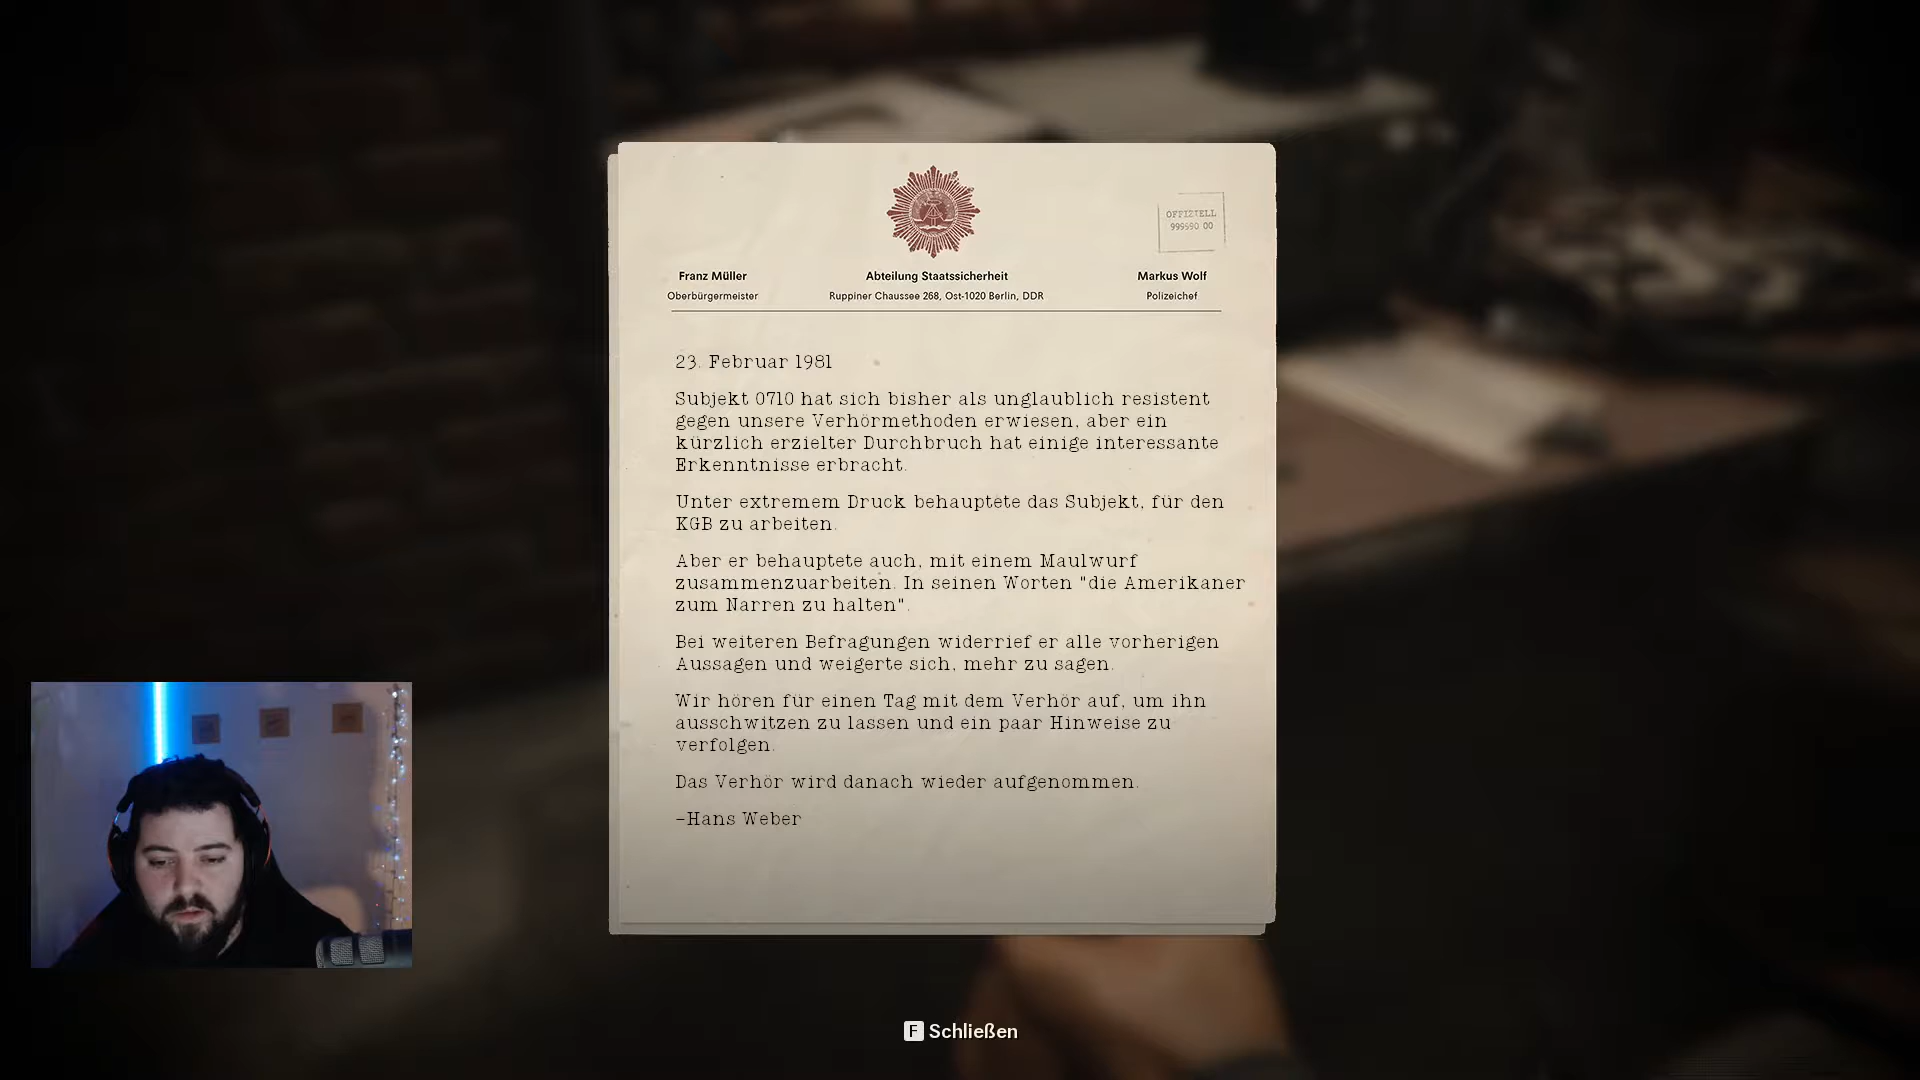 OFFIZIELL
999990 00
Franz Müller
Abteilung Staatssicherheit
Markus Wolf
Oberbürgermeister
Ruppiner Chaussee 268, Ost-1020 Berlin, DDR
Polizeichef
23. Februar 1981
Subjekt 0710 hat sich bisher als unglaublich resistent
gegen unsere Verhörmethoden erwiesen, aber ein
kürzlich erzielter Durchbruch hat einige interessante
Erkenntnisse erbracht.
Unter extremem Druck behauptete das Subjekt, für den
KGB zu arbeiten.
Aber er behauptete auch, mit einem Maulwurf
zusammenzuarbeiten. In seinen Worten "die Amerikaner
zum Narren zu halten".
Bei weiteren Befragungen widerrief er alle vorherigen
Aussagen und weigerte sich, mehr zu sagen.
Wir hören für einen Tag mit dem Verhör auf, um ihn
ausschwitzen zu lassen und ein paar Hinweise zu
verfolgen.
Das Verhör wird danach wieder aufgenommen.
-Hans Weber
F Schließen